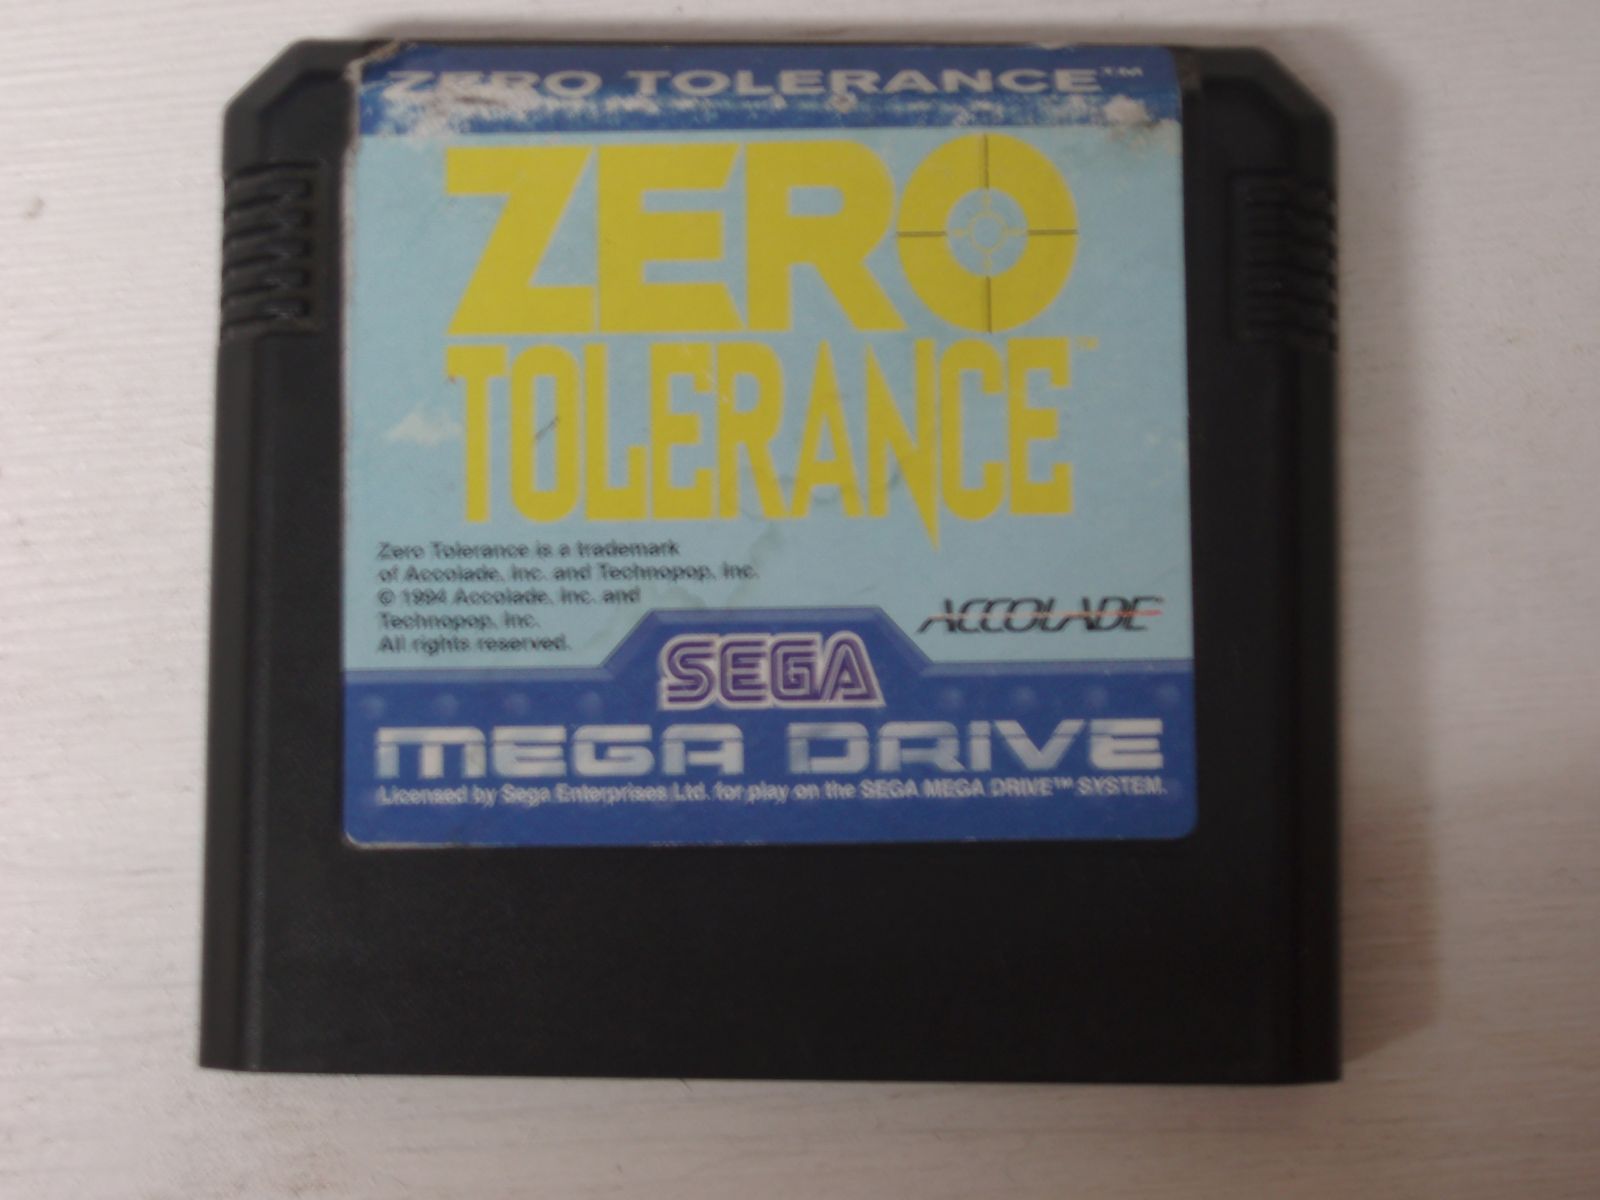 ZERO TOLERANCE™
ZERO
TOLERANCE™
Zero Tolerance is a trademark
of Accolade, Inc. and Technopop, Inc.
© 1994 Accolade, Inc. and
Technopop, Inc.
All rights reserved.
ACCOLADE
SEGA
MEGA DRIVE
Licensed by Sega Enterprises Ltd. for play on the SEGA MEGA DRIVE™ SYSTEM.